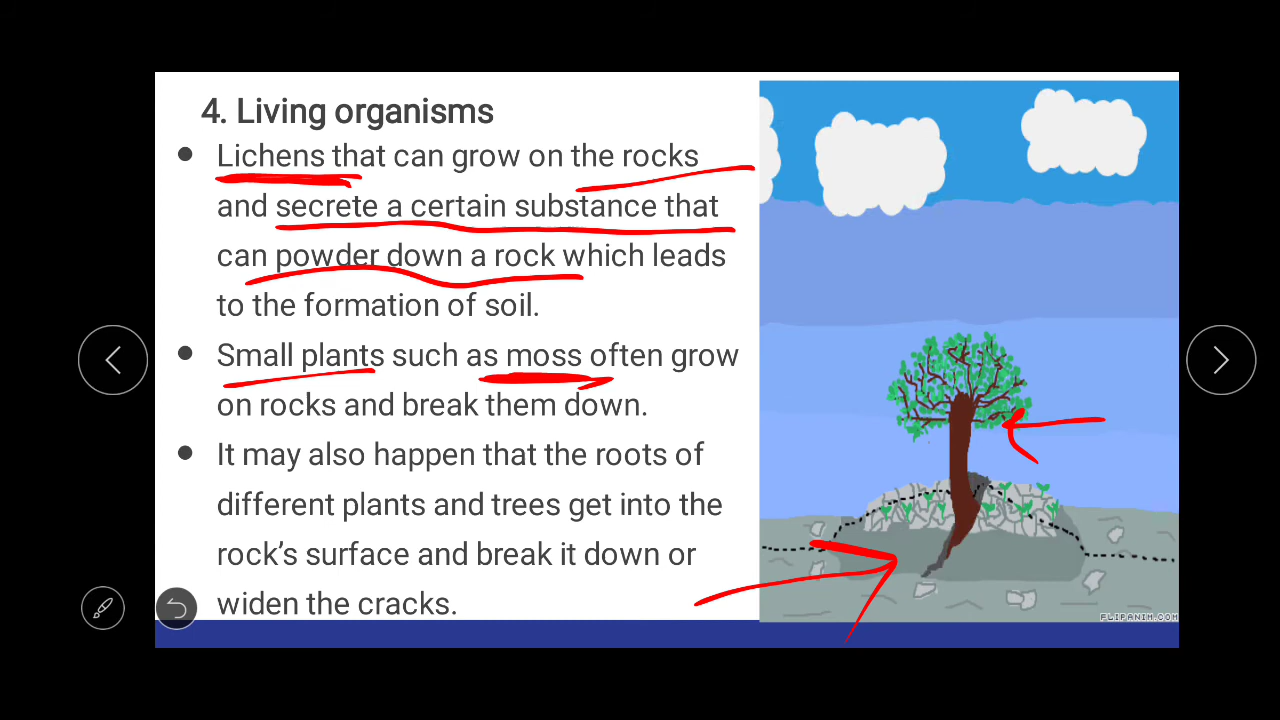 4. Living organisms
● Lichens that can grow on the rocks
and secrete a certain substance that
can powder down a rock which leads
to the formation of soil.
● Small plants such as moss often grow
on rocks and break them down.
● It may also happen that the roots of
different plants and trees get into the
rock’s surface and break it down or
widen the cracks.
FLIPANIM.COM